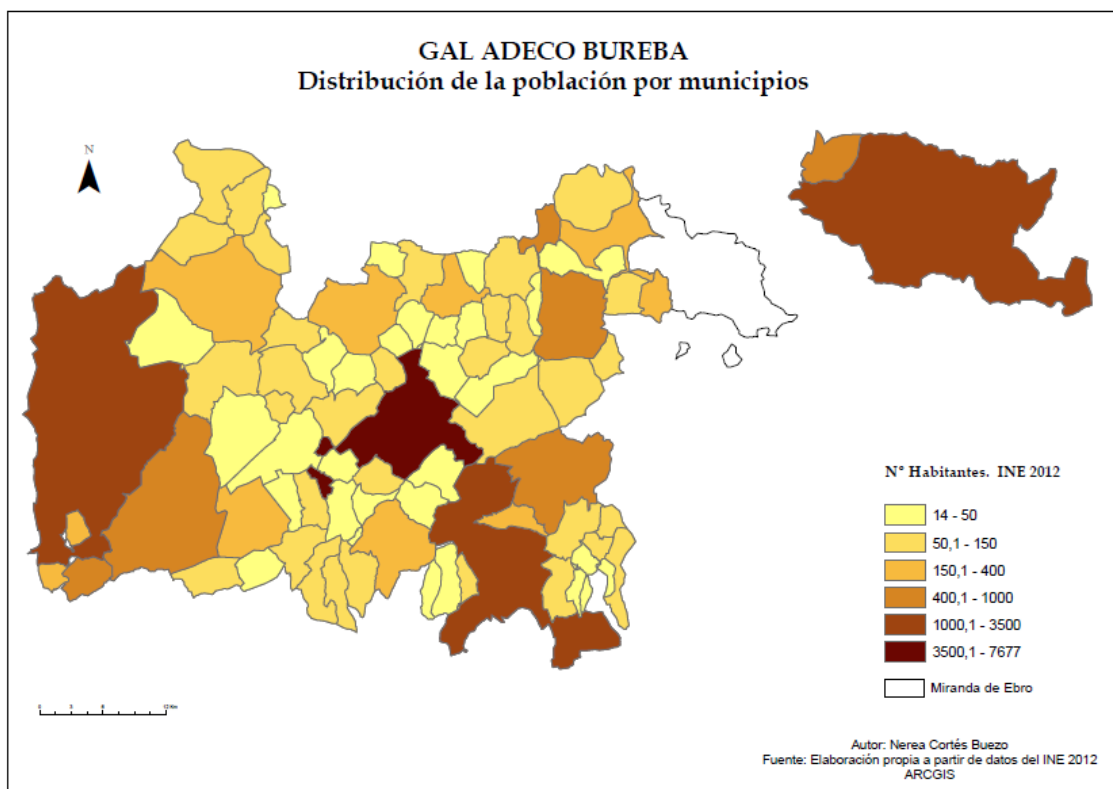 GAL ADECO BUREBA
Distribución de la población por municipios
N
Nº Habitantes. INE 2012
14 - 50
50,1 - 150
150,1 - 400
400,1 - 1000
1000,1 - 3500
3500,1 - 7677
Miranda de Ebro
Autor: Nerea Cortés Buezo
Fuente: Elaboración propia a partir de datos del INE 2012
ARCGIS